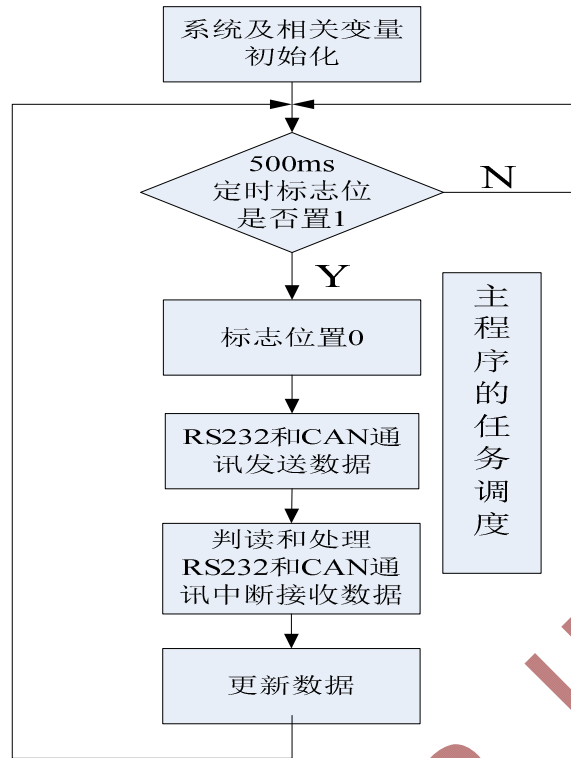 系统及相关变量
初始化
500ms
定时标志位
是否置1
N
Y
标志位置0
RS232和CAN通
讯发送数据
判读和处理
RS232和CAN通
讯中断接收数据
更新数据
主
程
序
的
任
务
调
度